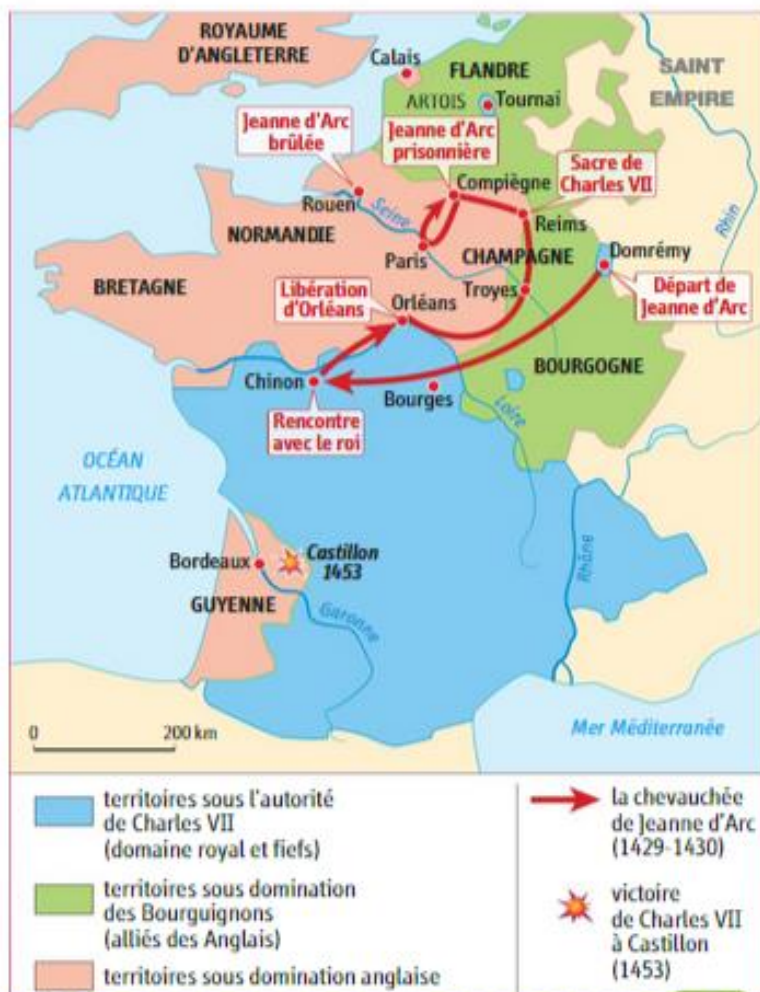 ROYAUME
D'ANGLETERRE
Calais
FLANDRE
SAINT
EMPIRE
ARTOIS
Tournai
Jeanne d'Arc
brûlée
Jeanne d'Arc
prisonnière
Sacre de
Charles VII
Compiègne
Rouen
Seine
Reims
Rhin
NORMANDIE
Paris
CHAMPAGNE
Domrémy
BRETAGNE
Libération
d'Orléans
Orléans
Troyes
Départ de
Jeanne d'Arc
BOURGOGNE
Chinon
Bourges
Loire
Rencontre
avec le roi
OCÉAN
ATLANTIQUE
Bordeaux
Castillon
1453
Rhône
GUYENNE
Garonne
0
200 km
Mer Méditerranée
territoires sous l'autorité
de Charles VII
(domaine royal et fiefs)
territoires sous domination
des Bourguignons
(alliés des Anglais)
territoires sous domination anglaise
la chevauchée
de Jeanne d'Arc
(1429-1430)
victoire
de Charles VII
à Castillon
(1453)